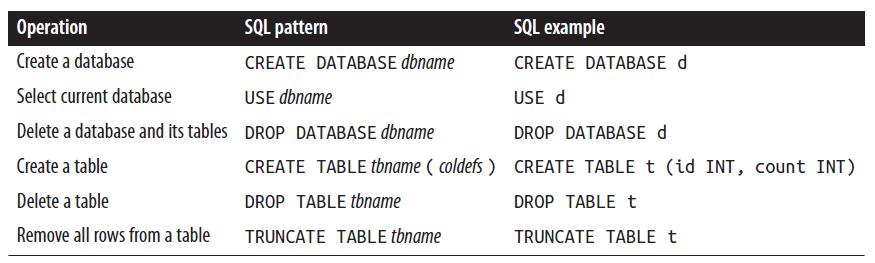 Operation SQL pattern SQL example
Create a database CREATE DATABASE dbname CREATE DATABASE d
Select current database USE dbname USE d
Delete a database and its tables DROP DATABASE dbname DROP DATABASE d
Create a table CREATE TABLE tbname ( coldefs ) CREATE TABLE t (id INT, count INT)
Delete a table DROP TABLE tbname DROP TABLE t
Remove all rows from a table TRUNCATE TABLE tbname TRUNCATE TABLE t